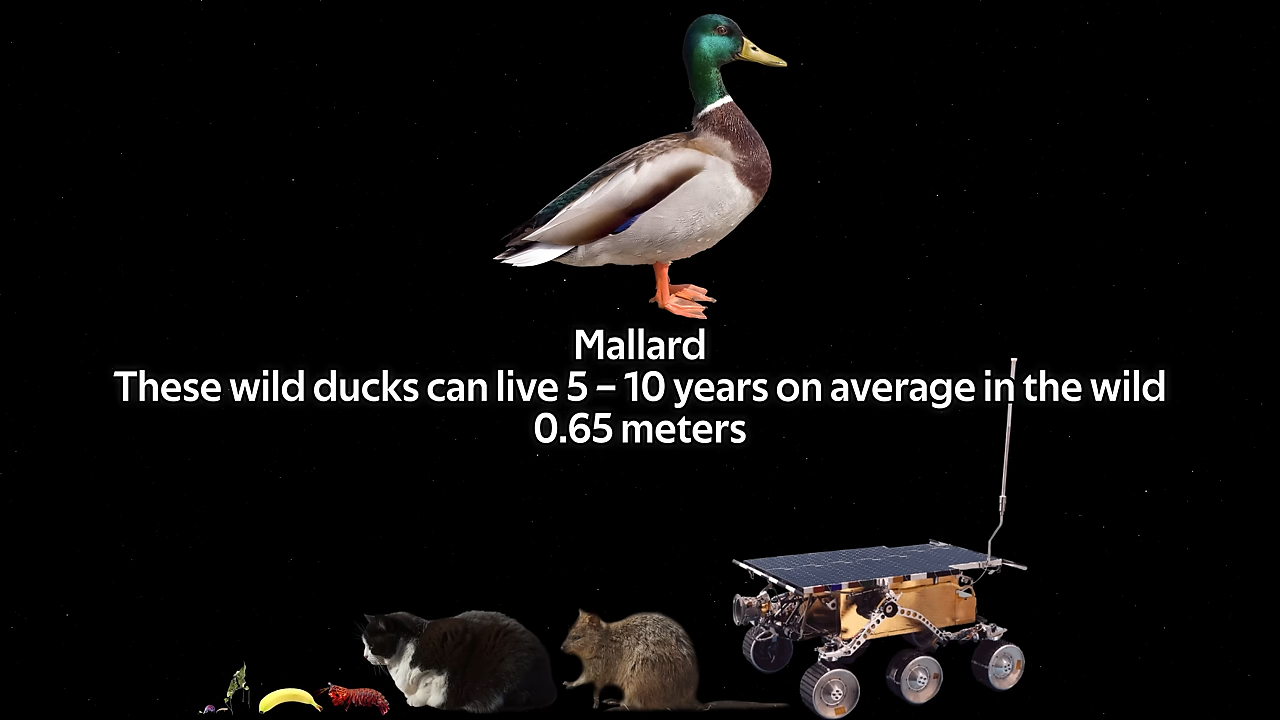 Mallard
These wild ducks can live 5 – 10 years on average in the wild
0.65 meters